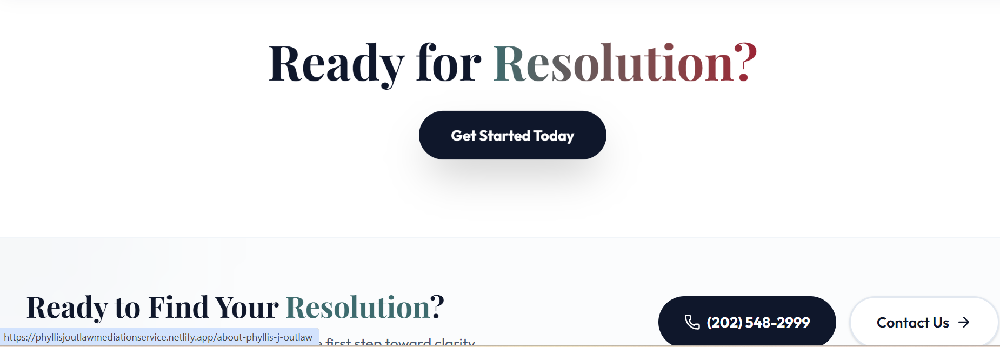 Ready for Resolution?
Get Started Today
Ready to Find Your Resolution?
(202) 548-2999
Contact Us
first step toward clarity
https://phyllisjoutlawmediationservice.netlify.app/about-phyllis-j-outlaw